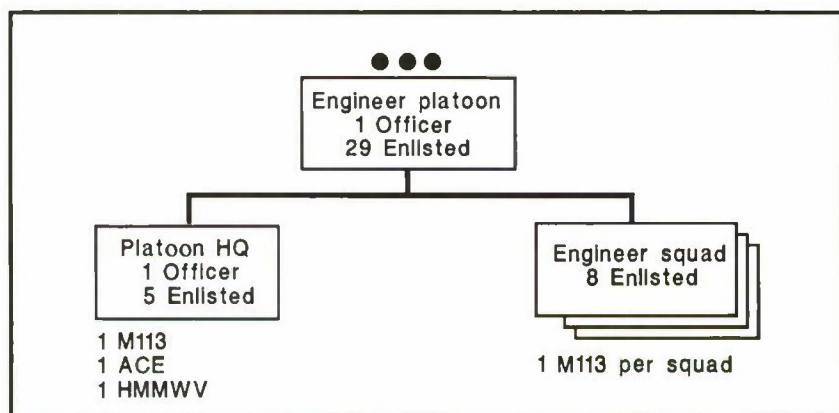 Engineer platoon
1 Officer
29 Enlisted
Platoon HQ
1 Officer
5 Enlisted
1 M113
1 ACE
1 HMMWV
Engineer squad
8 Enlisted
1 M113 per squad